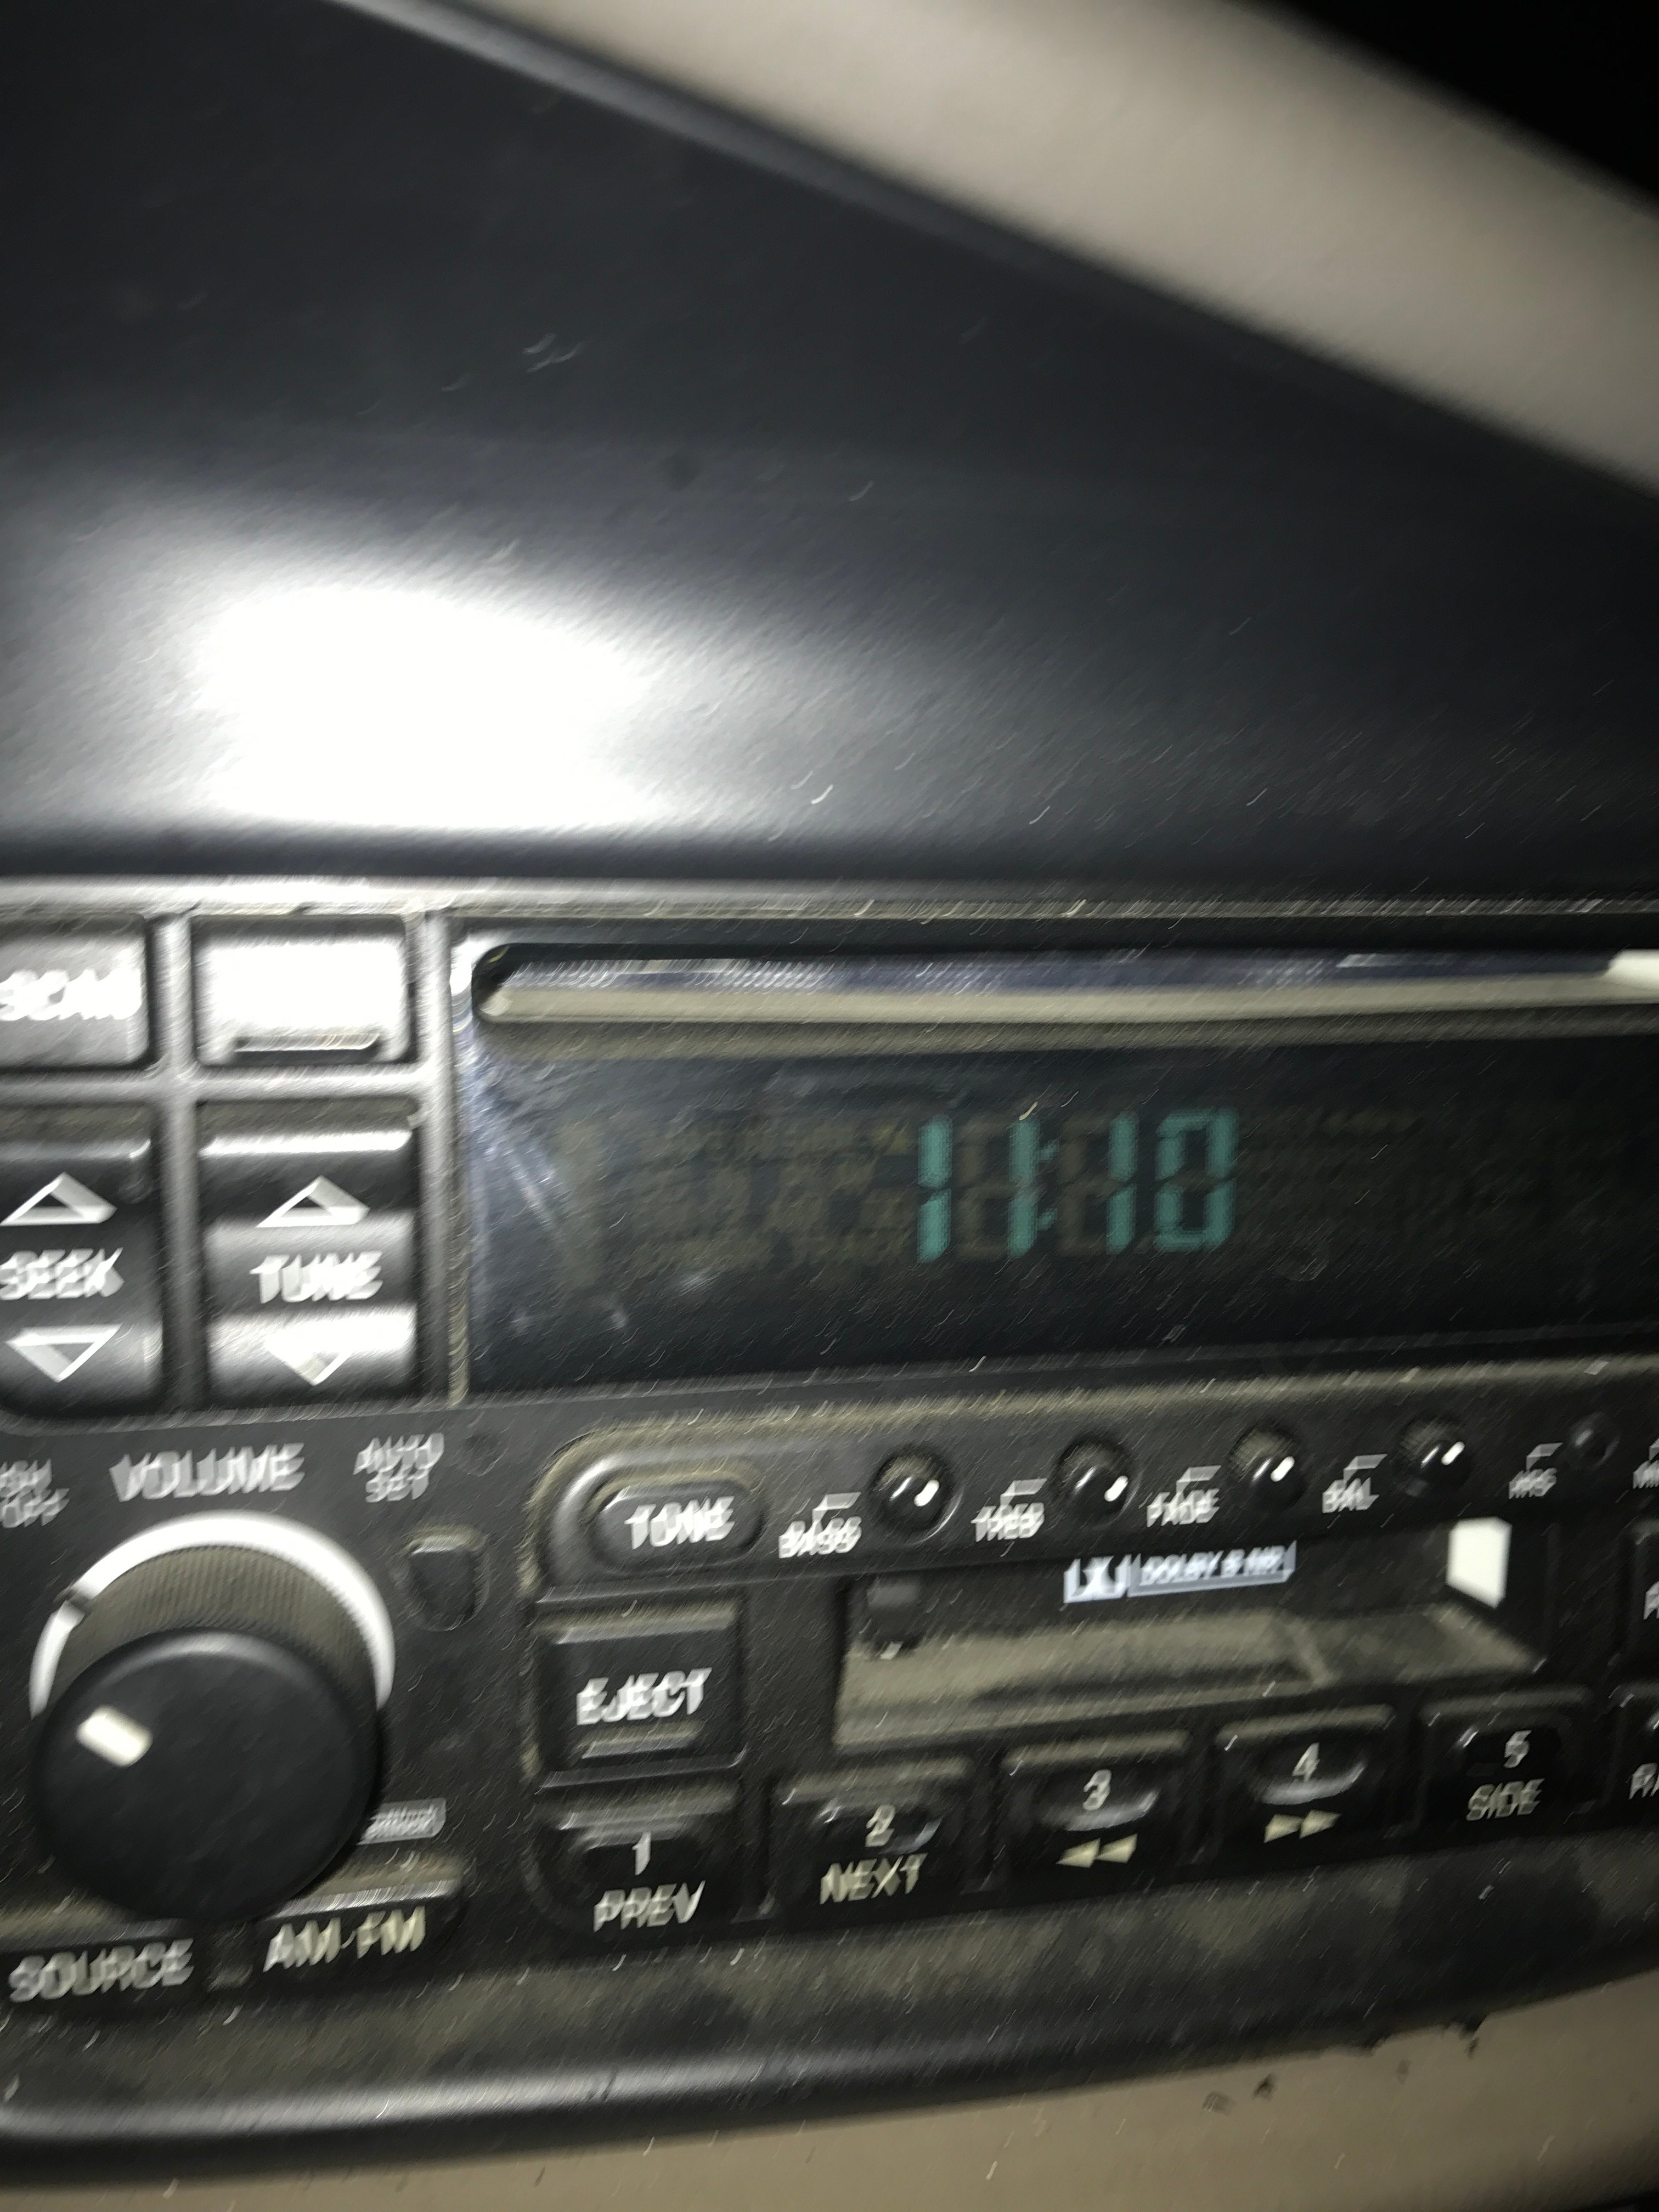 SCAN
11:10
SEEK
TUNE
VOLUME
AUTO
SET
TONE
BASS
TREB
FADE
BAL
DOLBY B NR
EJECT
1
PREV
2
NEXT
3
4
5
SIDE
SOURCE
AM-FM